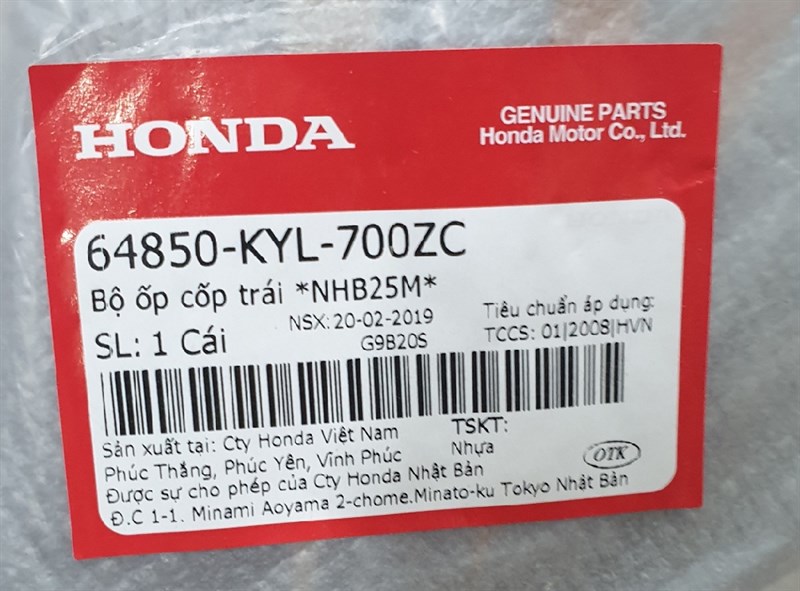 HONDA
GENUINE PARTS
Honda Motor Co., Ltd.
64850-KYL-700ZC
Bộ ốp cốp trái *NHB25M*
NSX:20-02-2019
Tiêu chuẩn áp dụng:
SL: 1 Cái
G9B20S
TCCS: 01|2008|HVN
Sản xuất tại: Cty Honda Việt Nam
TSKT:
Phúc Thắng, Phúc Yên, Vĩnh Phúc
Nhựa
OTK
Được sự cho phép của Cty Honda Nhật Bản
Đ.C 1-1. Minami Aoyama 2-chome.Minato-ku Tokyo Nhật Bản